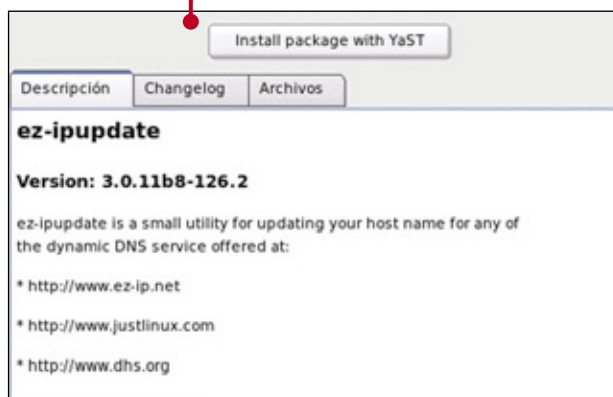 Install package with YaST
Descripción
Changelog
Archivos
ez-ipupdate
Version: 3.0.11b8-126.2
ez-ipupdate is a small utility for updating your host name for any of
the dynamic DNS service offered at:
* http://www.ez-ip.net
* http://www.justlinux.com
* http://www.dhs.org